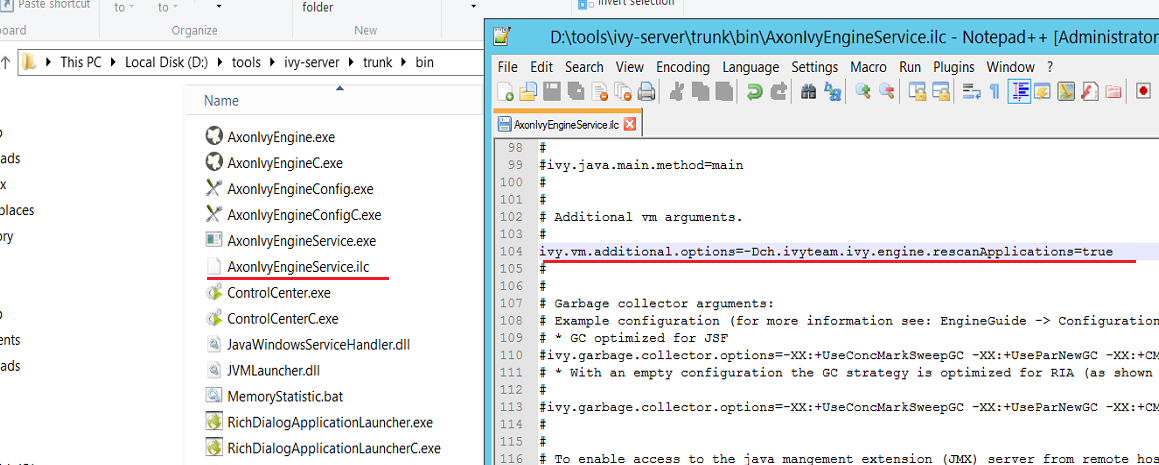 Paste shortcut
to
to
folder
Invert selection
Organize
New
This PC
Local Disk (D:)
tools
ivy-server
trunk
bin
Name
AxonIvyEngine.exe
AxonIvyEngineC.exe
AxonIvyEngineConfig.exe
AxonIvyEngineConfigC.exe
AxonIvyEngineService.exe
AxonIvyEngineService.ilc
ControlCenter.exe
ControlCenterC.exe
JavaWindowsServiceHandler.dll
JVMLauncher.dll
MemoryStatistic.bat
RichDialogApplicationLauncher.exe
RichDialogApplicationLauncherC.exe
D:\tools\ivy-server\trunk\bin\AxonIvyEngineService.ilc - Notepad++ [Administrator
File Edit Search View Encoding Language Settings Macro Run Plugins Window ?
AxonIvyEngineService.ilc
98 #
99 #ivy.java.main.method=main
100 #
101 #
102 # Additional vm arguments.
103 #
104 ivy.vm.additional.options=-Dch.ivyteam.ivy.engine.rescanApplications=true
105 #
106 #
107 # Garbage collector arguments:
108 # Example configuration (for more information see: EngineGuide -> Configuration
109 # * GC optimized for JSF
110 #ivy.garbage.collector.options=-XX:+UseConcMarkSweepGC -XX:+UseParNewGC -XX:+CM
111 # * With an empty configuration the GC strategy is optimized for RIA (as shown
112 #
113 #ivy.garbage.collector.options=-XX:+UseConcMarkSweepGC -XX:+UseParNewGC -XX:+CM
114 #
115 #
116 # To enable access to the java mangement extension (JMX) server from remote hos